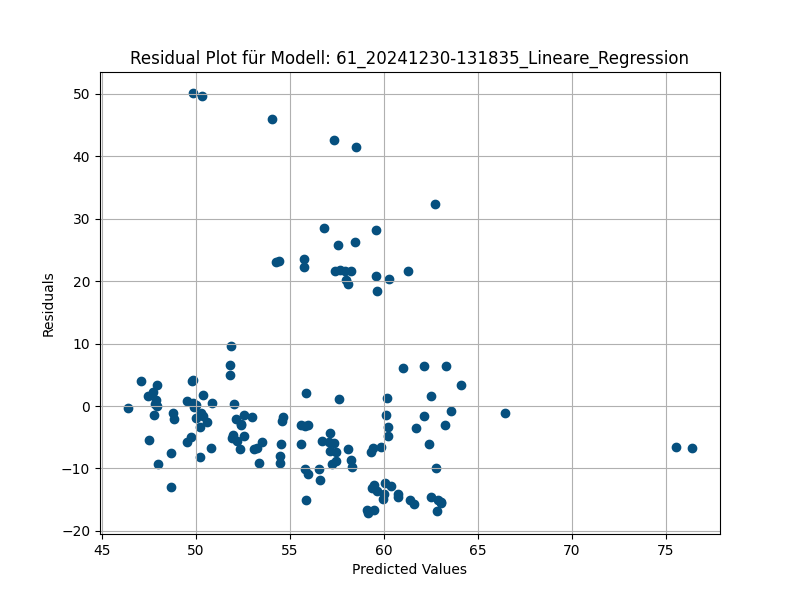 Residual Plot für Modell: 61_20241230-131835_Lineare_Regression
50
40
30
20
10
0
−10
−20
Residuals
45 50 55 60 65 70 75
Predicted Values